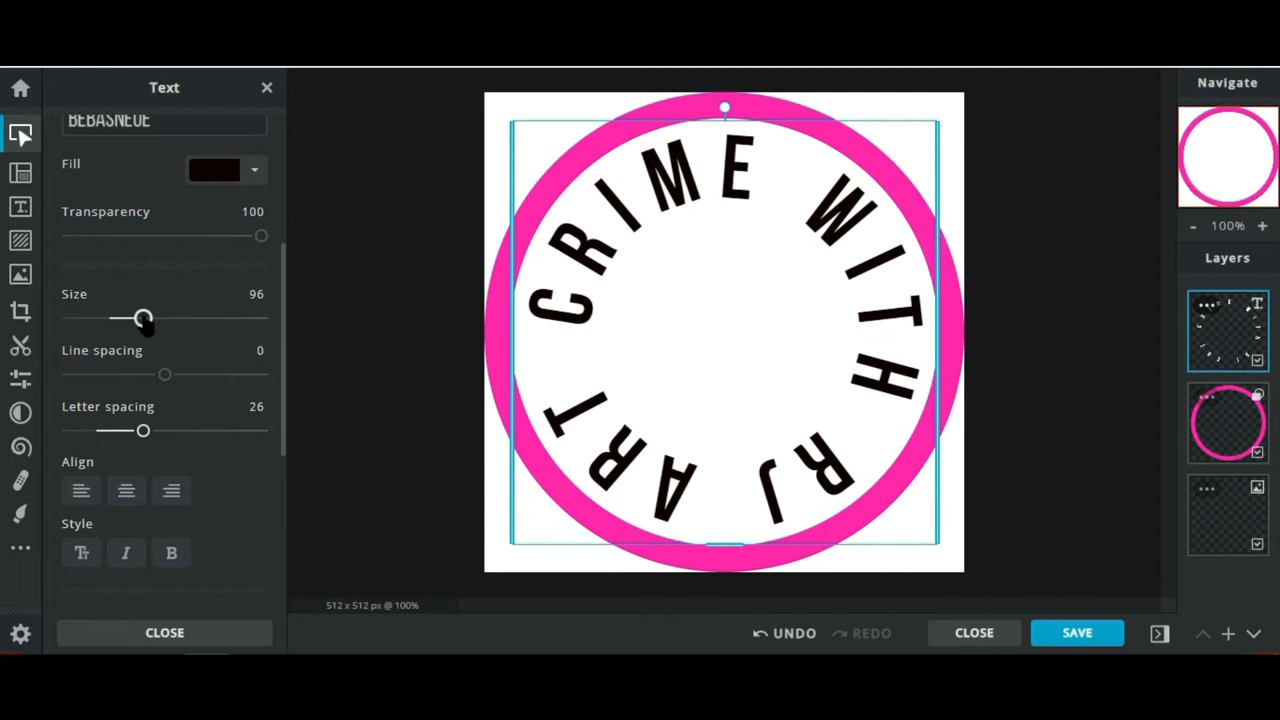 Text
BEBASNEUE
Fill
Transparency 100
Size 96
Line spacing 0
Letter spacing 26
Align
Style
Tr I B
CLOSE
CRIME WITH RJ ART
512 x 512 px @ 100%
UNDO REDO CLOSE SAVE
Navigate
- 100% +
Layers
T